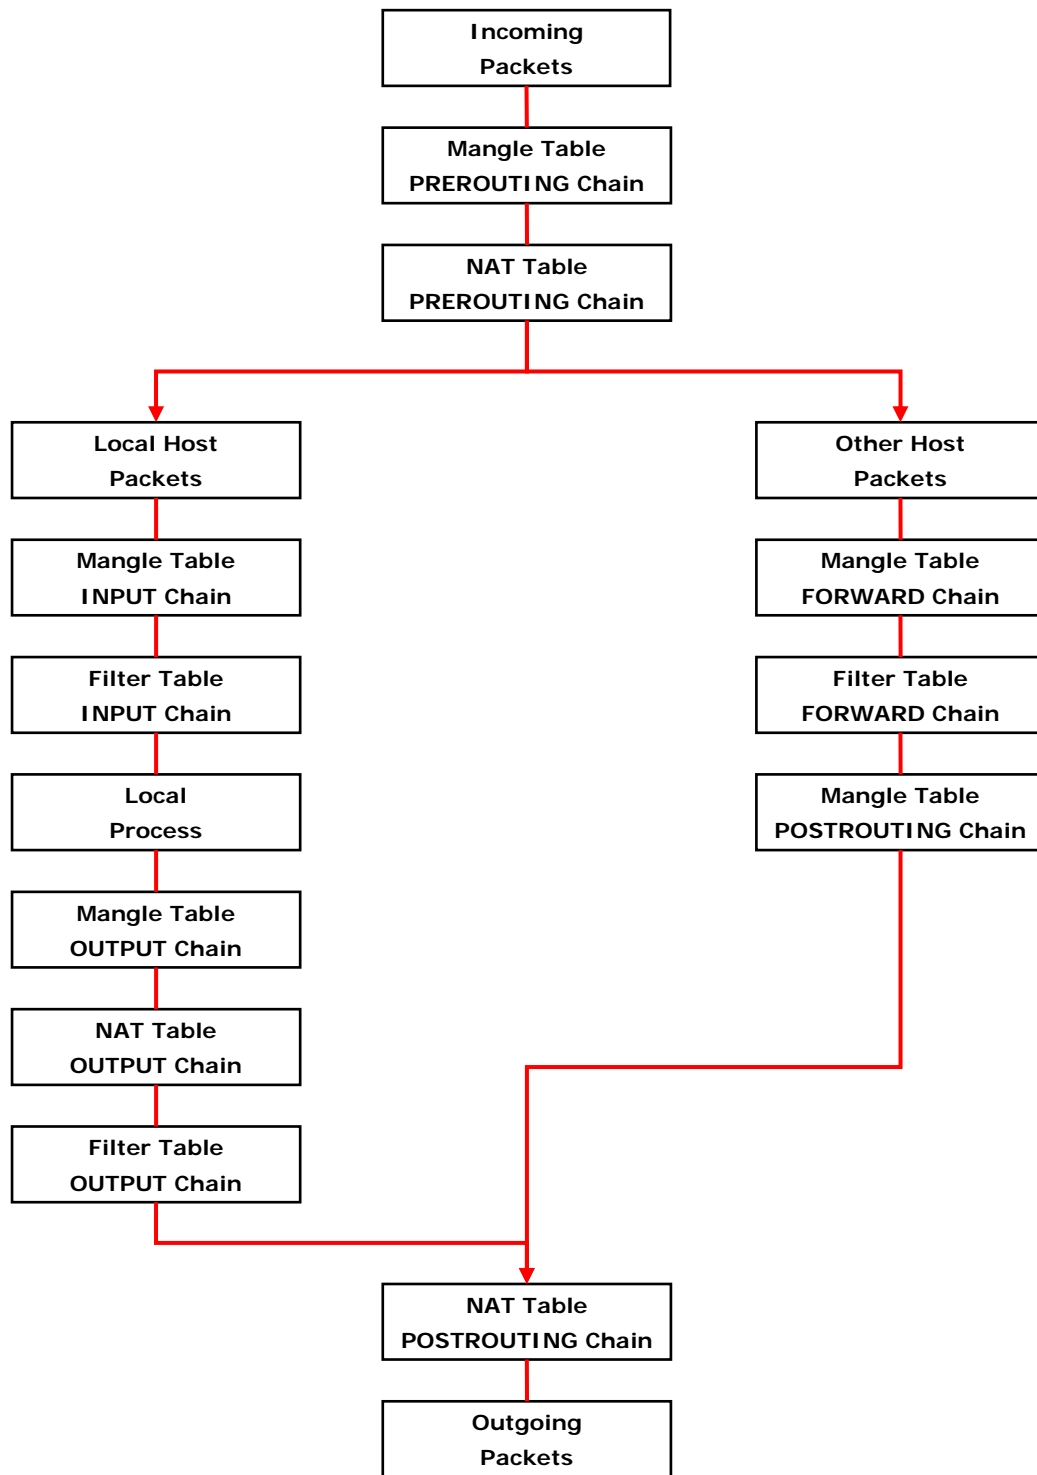 Incoming
Packets
Mangle Table
PREROUTING Chain
NAT Table
PREROUTING Chain
Local Host
Packets
Mangle Table
INPUT Chain
Filter Table
INPUT Chain
Local
Process
Mangle Table
OUTPUT Chain
NAT Table
OUTPUT Chain
Filter Table
OUTPUT Chain
Other Host
Packets
Mangle Table
FORWARD Chain
Filter Table
FORWARD Chain
Mangle Table
POSTROUTING Chain
NAT Table
POSTROUTING Chain
Outgoing
Packets